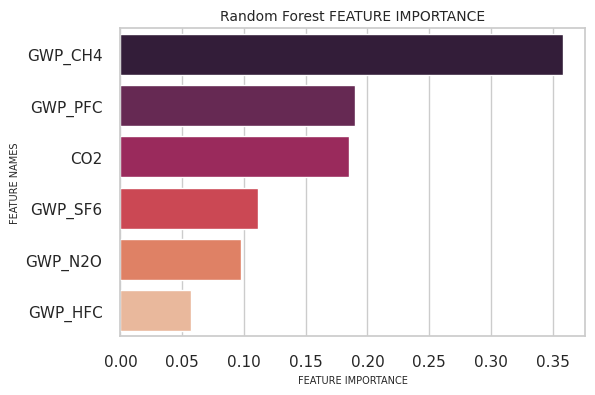 Random Forest FEATURE IMPORTANCE
FEATURE NAMES
GWP_CH4
GWP_PFC
CO2
GWP_SF6
GWP_N2O
GWP_HFC
0.00 0.05 0.10 0.15 0.20 0.25 0.30 0.35
FEATURE IMPORTANCE